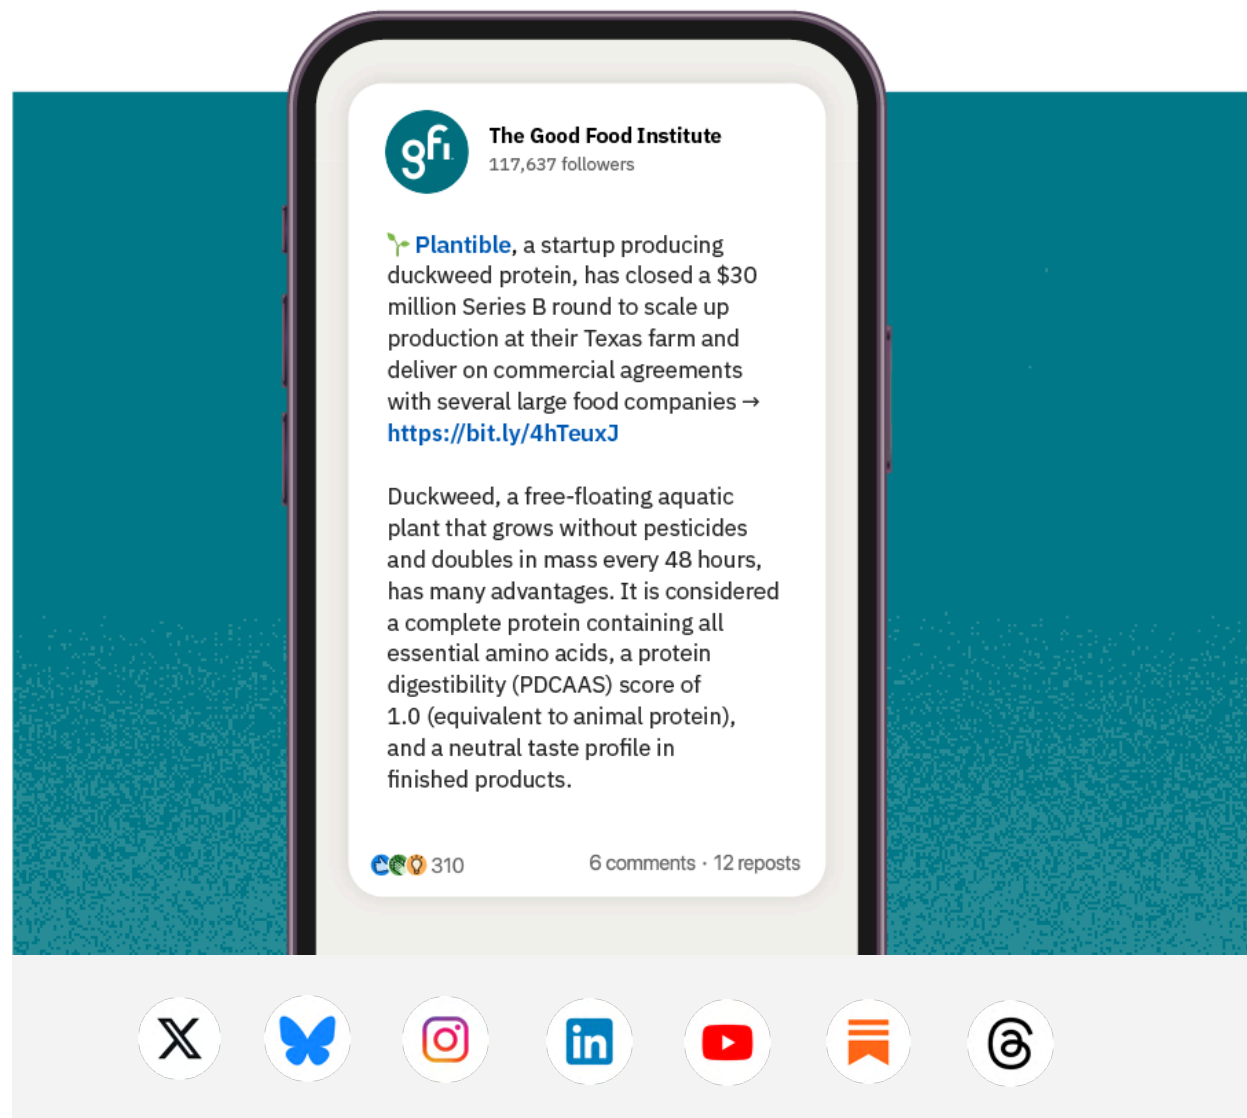 gfi
The Good Food Institute
117,637 followers
Plantible, a startup producing
duckweed protein, has closed a $30
million Series B round to scale up
production at their Texas farm and
deliver on commercial agreements
with several large food companies →
https://bit.ly/4hTeuxJ
Duckweed, a free-floating aquatic
plant that grows without pesticides
and doubles in mass every 48 hours,
has many advantages. It is considered
a complete protein containing all
essential amino acids, a protein
digestibility (PDCAAS) score of
1.0 (equivalent to animal protein),
and a neutral taste profile in
finished products.
310
6 comments · 12 reposts
X
in